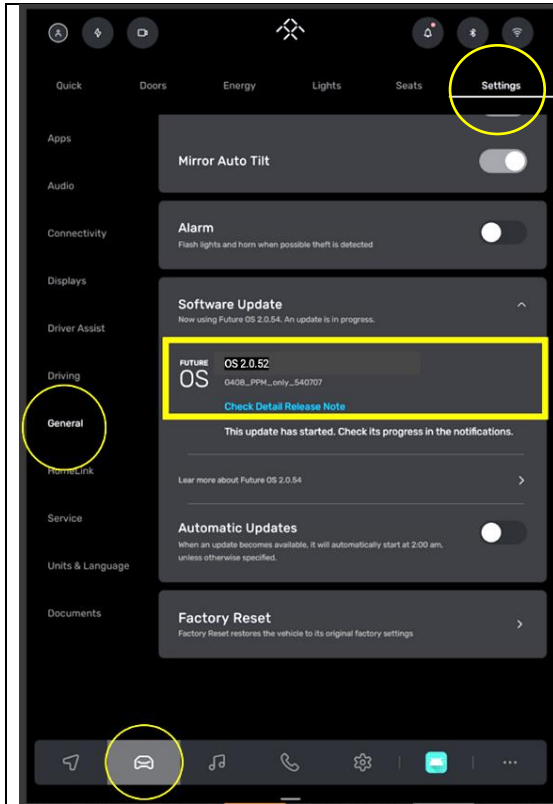 Quick Doors Energy Lights Seats Settings
Apps
Audio
Connectivity
Displays
Driver Assist
Driving
General
HomeLink
Service
Units & Language
Documents
Mirror Auto Tilt
Alarm
Flash lights and horn when possible theft is detected
Software Update
Now using Future OS 2.0.54. An update is in progress.
FUTURE
OS
OS 2.0.52
G408_PPM_only_540707
Check Detail Release Note
This update has started. Check its progress in the notifications.
Lear more about Future OS 2.0.54
Automatic Updates
When an update becomes available, it will automatically start at 2:00 am,
unless otherwise specified.
Factory Reset
Factory Reset restores the vehicle to its original factory settings